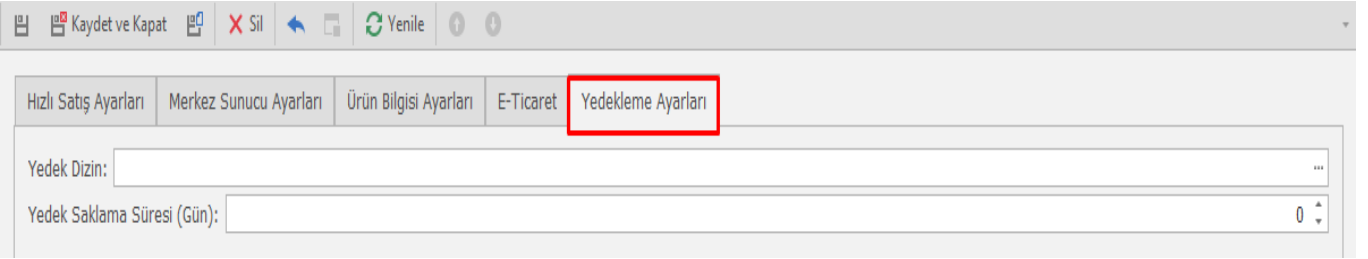 Kaydet ve Kapat Sil Yenile
Hızlı Satış Ayarları Merkez Sunucu Ayarları Ürün Bilgisi Ayarları E-Ticaret Yedekleme Ayarları
Yedek Dizin: ...
Yedek Saklama Süresi (Gün): 0